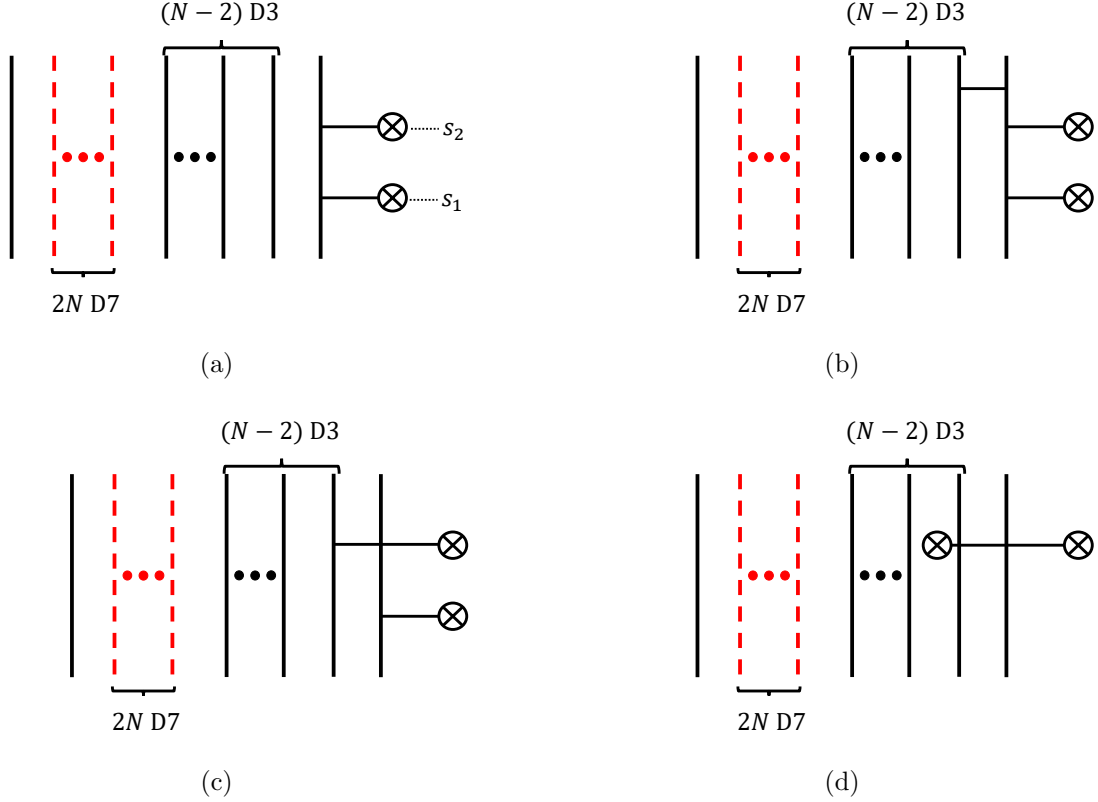 (N − 2) D3
s₂
s₁
2N D7
(a)
(N − 2) D3
2N D7
(b)
(N − 2) D3
2N D7
(c)
(N − 2) D3
2N D7
(d)